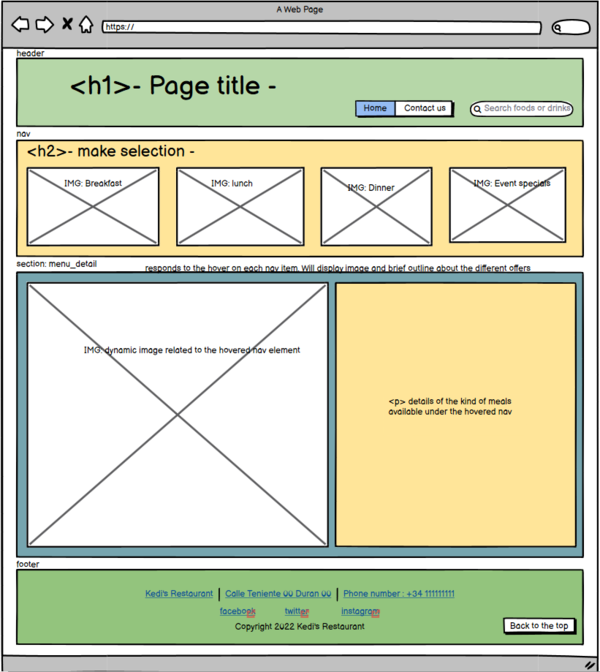 A Web Page
https://
header
<h1>- Page title -
Home
Contact us
Search foods or drinks
nav
<h2>- make selection -
IMG: Breakfast
IMG: lunch
IMG: Dinner
IMG: Event specials
section: menu_detail
responds to the hover on each nav item. Will display image and brief outline about the different offers
IMG: dynamic image related to the hovered nav element
<p> details of the kind of meals
available under the hovered nav
footer
Kedi's Restaurant | Calle Teniente 00 Duran 00 | Phone number : +34 111111111
facebook twitter instagram
Copyright 2022 Kedi's Restaurant
Back to the top